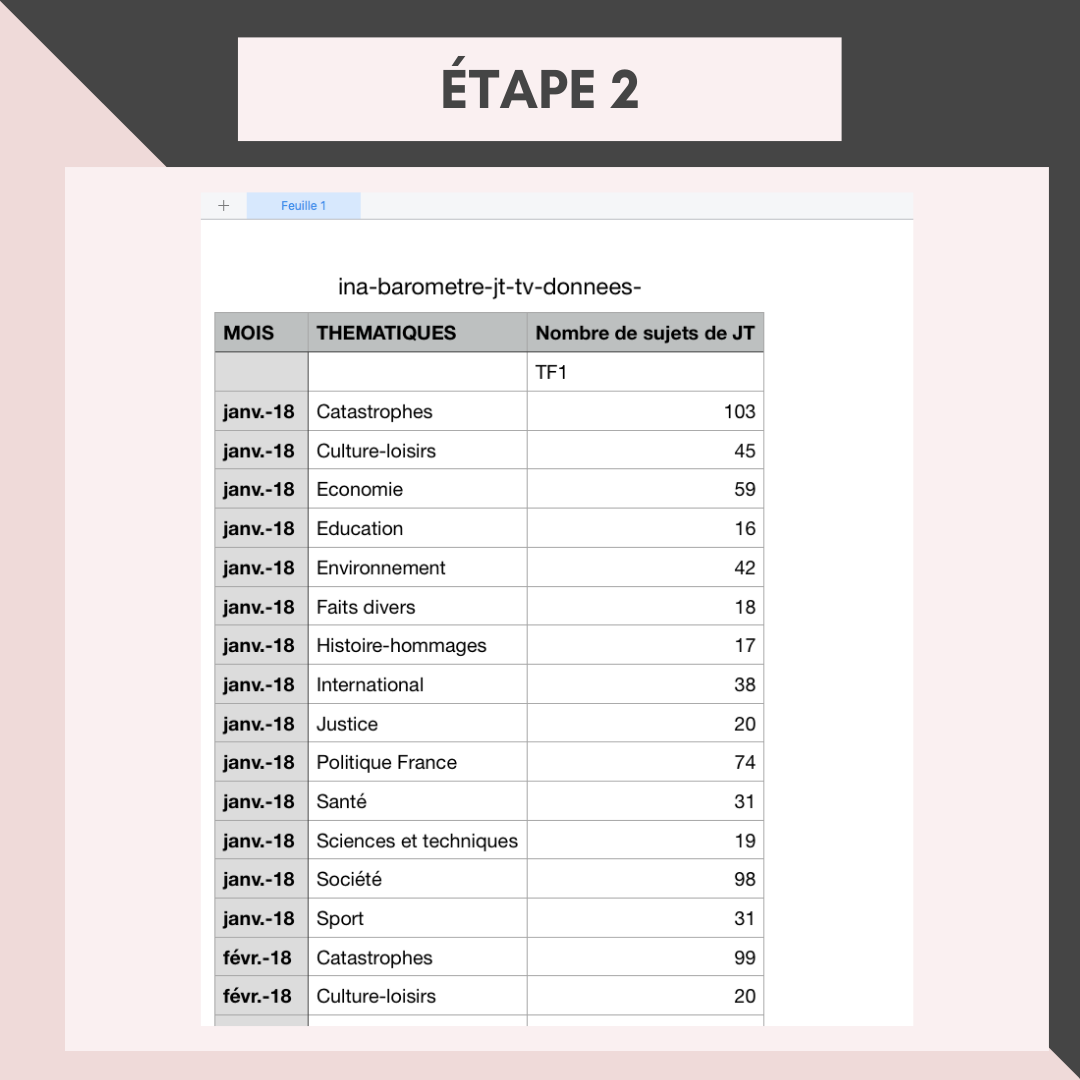 ÉTAPE 2
+ Feuille 1
ina-barometre-jt-tv-donnees-
MOIS THEMATIQUES Nombre de sujets de JT
TF1
janv.-18 Catastrophes 103
janv.-18 Culture-loisirs 45
janv.-18 Economie 59
janv.-18 Education 16
janv.-18 Environnement 42
janv.-18 Faits divers 18
janv.-18 Histoire-hommages 17
janv.-18 International 38
janv.-18 Justice 20
janv.-18 Politique France 74
janv.-18 Santé 31
janv.-18 Sciences et techniques 19
janv.-18 Société 98
janv.-18 Sport 31
févr.-18 Catastrophes 99
févr.-18 Culture-loisirs 20